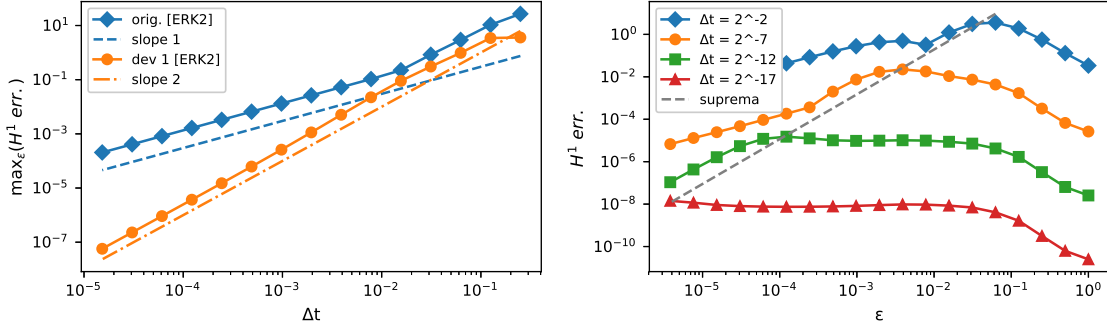 orig. [ERK2]
slope 1
dev 1 [ERK2]
slope 2
max_ε(H^1 err.)
10^1
10^-1
10^-3
10^-5
10^-7
10^-5
10^-4
10^-3
10^-2
10^-1
Δt
Δt = 2^-2
Δt = 2^-7
Δt = 2^-12
Δt = 2^-17
suprema
H^1 err.
10^0
10^-2
10^-4
10^-6
10^-8
10^-10
10^-5
10^-4
10^-3
10^-2
10^-1
10^0
ε